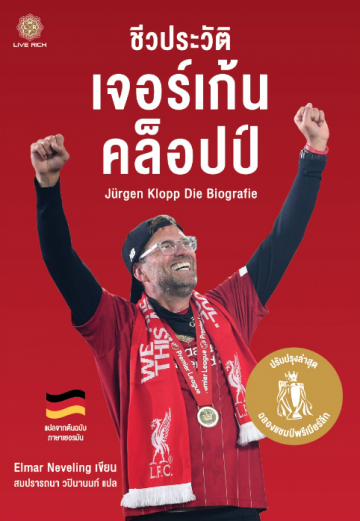 LIVE RICH
ชีวประวัติ
เจอร์เก้น
คล็อปป์
Jürgen Klopp Die Biografie
WE
THIS
Premier League
L.F.C.
ปรับปรุงล่าสุด
ฉลองแชมป์พรีเมียร์ลีก
แปลจากต้นฉบับ
ภาษาเยอรมัน
Elmar Neveling เขียน
สมปรารถนา วปินานนท์ แปล